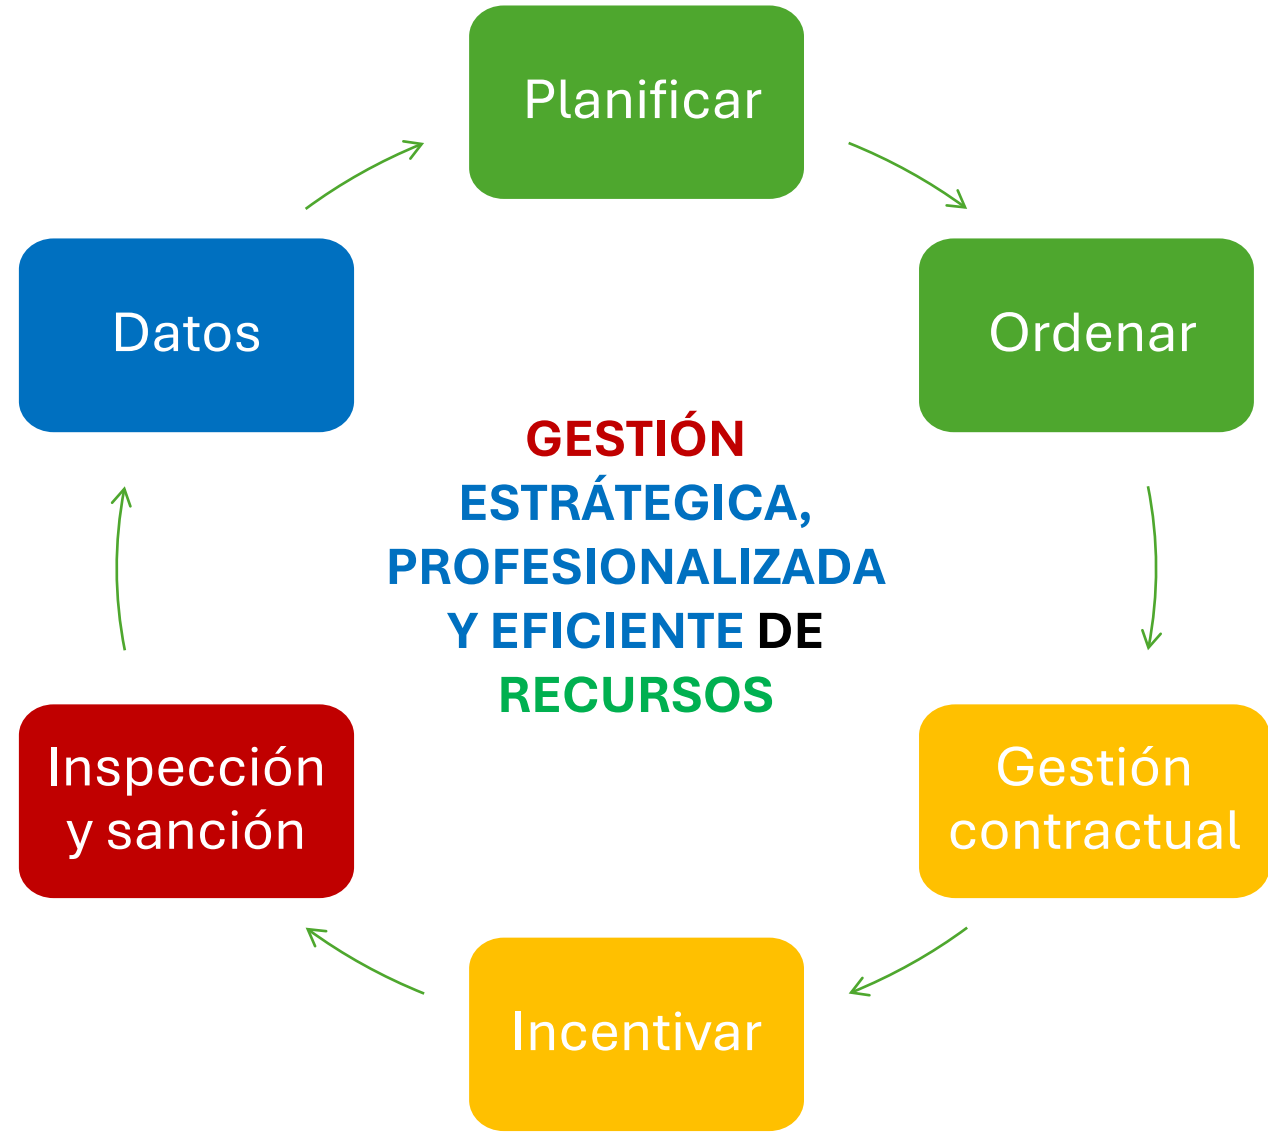 Planificar
Datos
Ordenar
GESTIÓN
ESTRÁTEGICA,
PROFESIONALIZADA
Y EFICIENTE DE
RECURSOS
Inspección
y sanción
Gestión
contractual
Incentivar